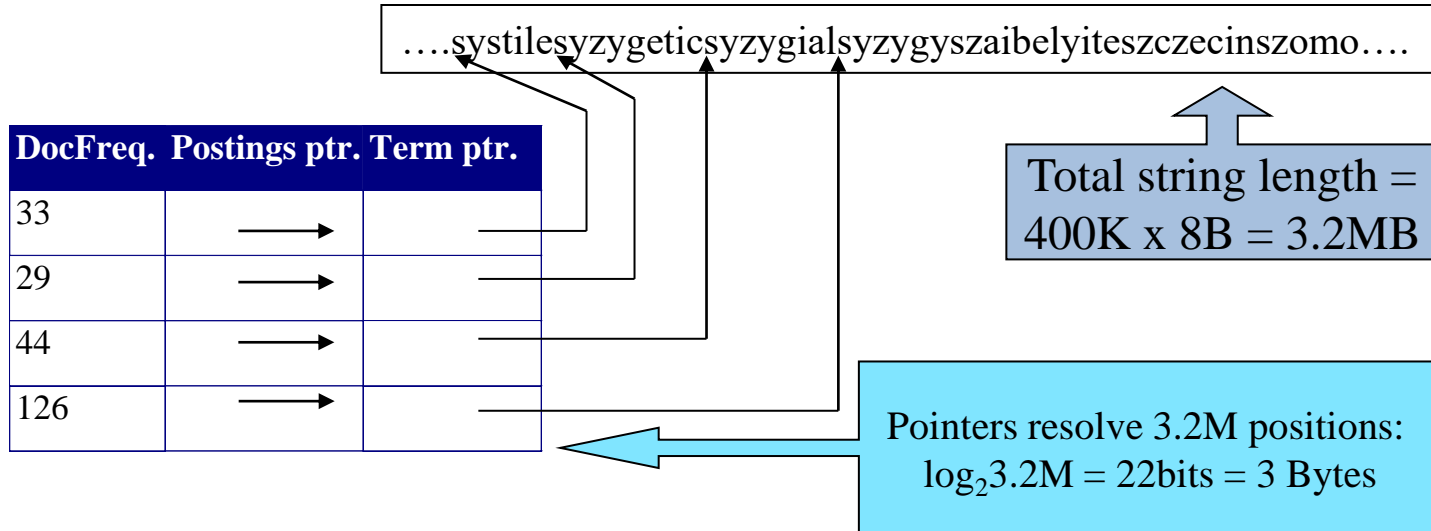 ….systilesyzygeticsyzygialsyzygyszaibelyiteszczecinszomo….
DocFreq. Postings ptr. Term ptr.
33
29
44
126
Total string length =
400K x 8B = 3.2MB
Pointers resolve 3.2M positions:
log₂3.2M = 22bits = 3 Bytes